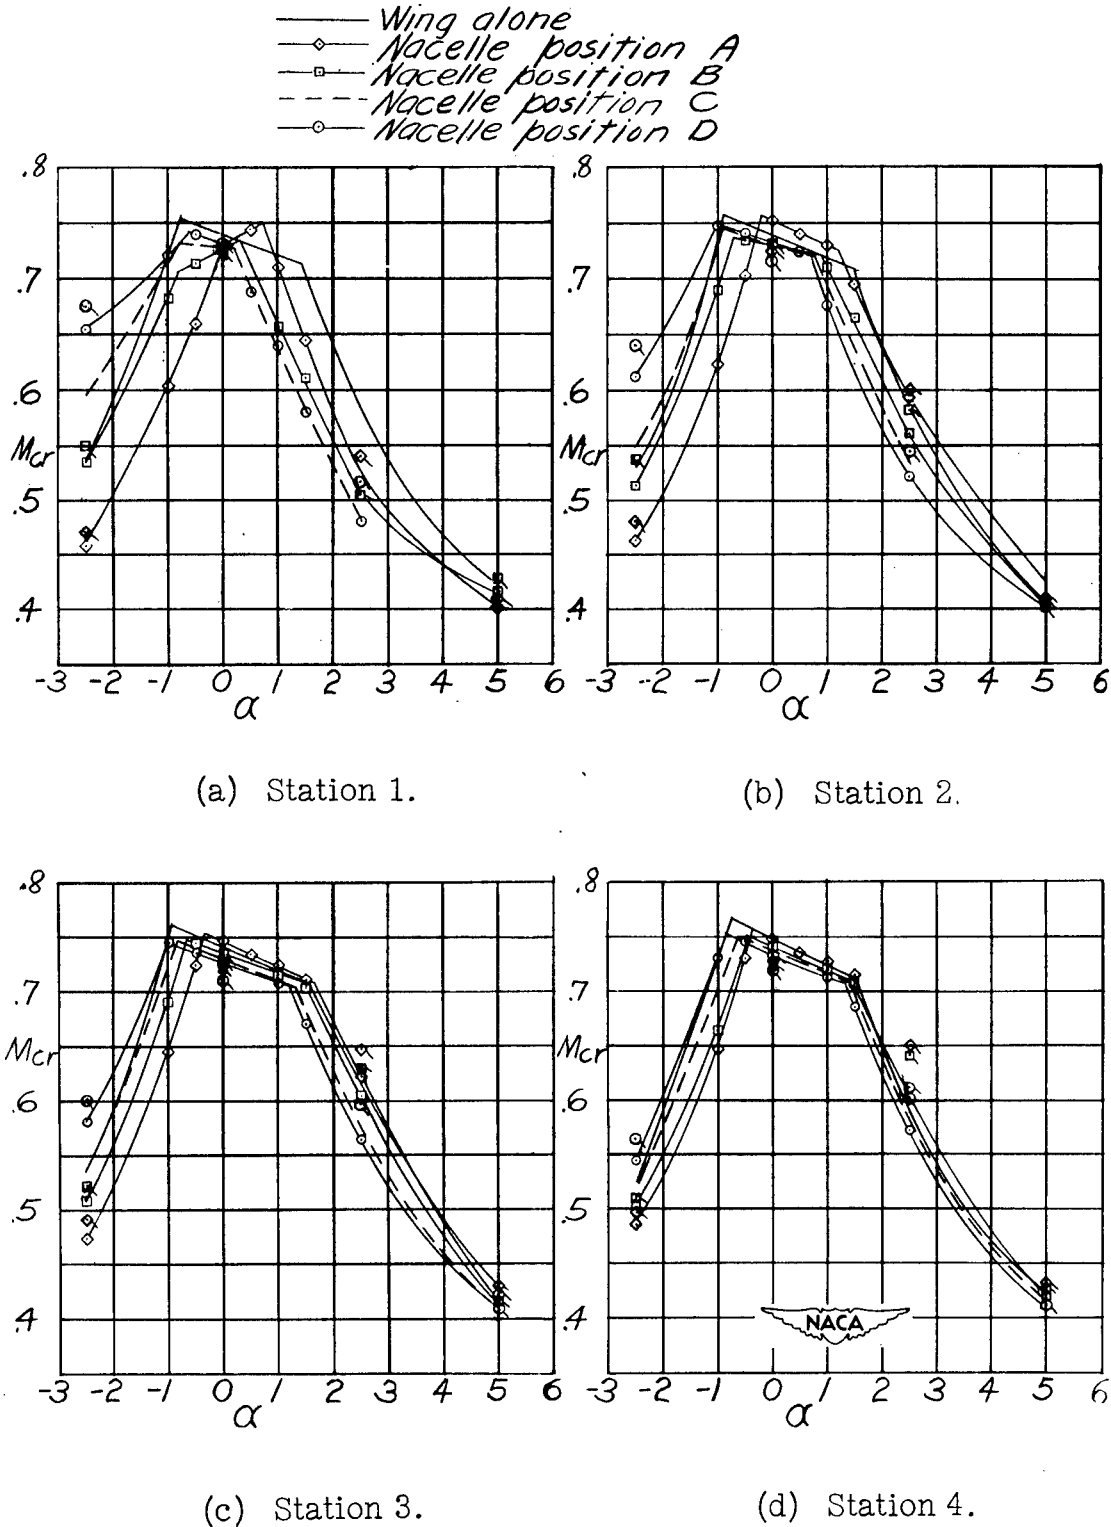 Wing alone
Nacelle position A
Nacelle position B
Nacelle position C
Nacelle position D
.8
.7
.6
Mcr
.5
.4
-3 -2 -1 0 1 2 3 4 5 6
α
(a) Station 1.
.8
.7
.6
Mcr
.5
.4
-3 -2 -1 0 1 2 3 4 5 6
α
(b) Station 2.
.8
.7
Mcr
.6
.5
.4
-3 -2 -1 0 1 2 3 4 5 6
α
(c) Station 3.
.8
.7
Mcr
.6
.5
.4
NACA
-3 -2 -1 0 1 2 3 4 5 6
α
(d) Station 4.